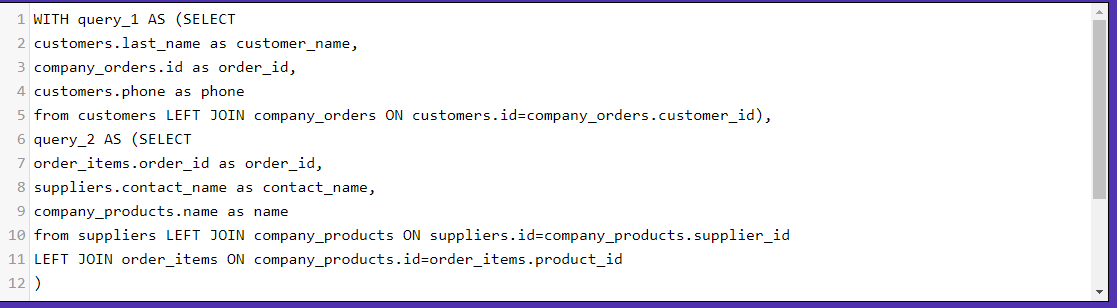 1 WITH query_1 AS (SELECT
2 customers.last_name as customer_name,
3 company_orders.id as order_id,
4 customers.phone as phone
5 from customers LEFT JOIN company_orders ON customers.id=company_orders.customer_id),
6 query_2 AS (SELECT
7 order_items.order_id as order_id,
8 suppliers.contact_name as contact_name,
9 company_products.name as name
10 from suppliers LEFT JOIN company_products ON suppliers.id=company_products.supplier_id
11 LEFT JOIN order_items ON company_products.id=order_items.product_id
12 )